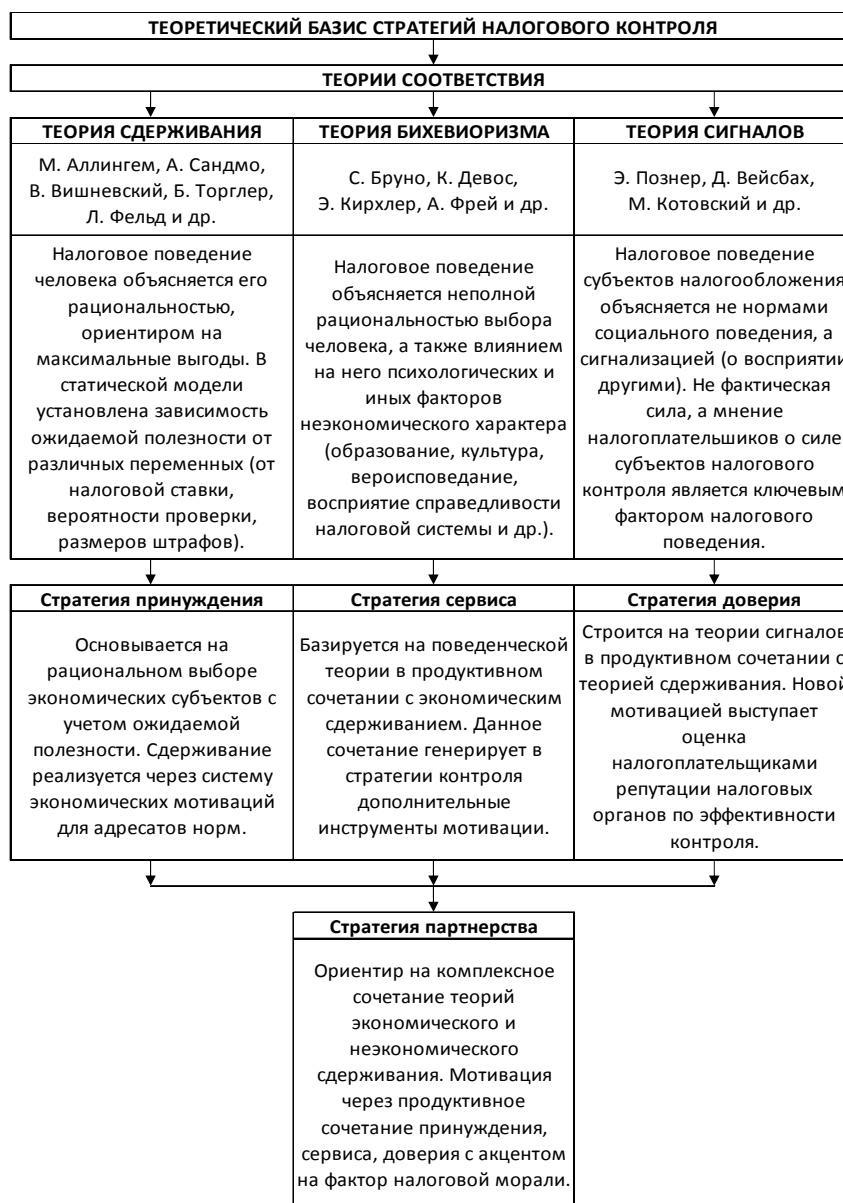 ТЕОРЕТИЧЕСКИЙ БАЗИС СТРАТЕГИЙ НАЛОГОВОГО КОНТРОЛЯ
ТЕОРИИ СООТВЕТСТВИЯ
ТЕОРИЯ СДЕРЖИВАНИЯ
М. Аллингем, А. Сандмо,
В. Вишневский, Б. Торглер,
Л. Фельд и др.
Налоговое поведение
человека объясняется его
рациональностью,
ориентиром на
максимальные выгоды. В
статической модели
установлена зависимость
ожидаемой полезности от
различных переменных (от
налоговой ставки,
вероятности проверки,
размеров штрафов).
ТЕОРИЯ БИХЕВИОРИЗМА
С. Бруно, К. Девос,
Э. Кирхлер, А. Фрей и др.
Налоговое поведение
объясняется неполной
рациональностью выбора
человека, а также влиянием
на него психологических и
иных факторов
неэкономического характера
(образование, культура,
вероисповедание,
восприятие справедливости
налоговой системы и др.).
ТЕОРИЯ СИГНАЛОВ
Э. Познер, Д. Вейсбах,
М. Котовский и др.
Налоговое поведение
субъектов налогообложения
объясняется не нормами
социального поведения, а
сигнализацией (о восприятии
другими). Не фактическая
сила, а мнение
налогоплательшиков о силе
субъектов налогового
контроля является ключевым
фактором налогового
поведения.
Стратегия принуждения
Основывается на
рациональном выборе
экономических субъектов с
учетом ожидаемой
полезности. Сдерживание
реализуется через систему
экономических мотиваций
для адресатов норм.
Стратегия сервиса
Базируется на поведенческой
теории в продуктивном
сочетании с экономическим
сдерживанием. Данное
сочетание генерирует в
стратегии контроля
дополнительные
инструменты мотивации.
Стратегия доверия
Строится на теории сигналов
в продуктивном сочетании с
теорией сдерживания. Новой
мотивацией выступает
оценка
налогоплательщиками
репутации налоговых
органов по эффективности
контроля.
Стратегия партнерства
Ориентир на комплексное
сочетание теорий
экономического и
неэкономического
сдерживания. Мотивация
через продуктивное
сочетание принуждения,
сервиса, доверия с акцентом
на фактор налоговой морали.